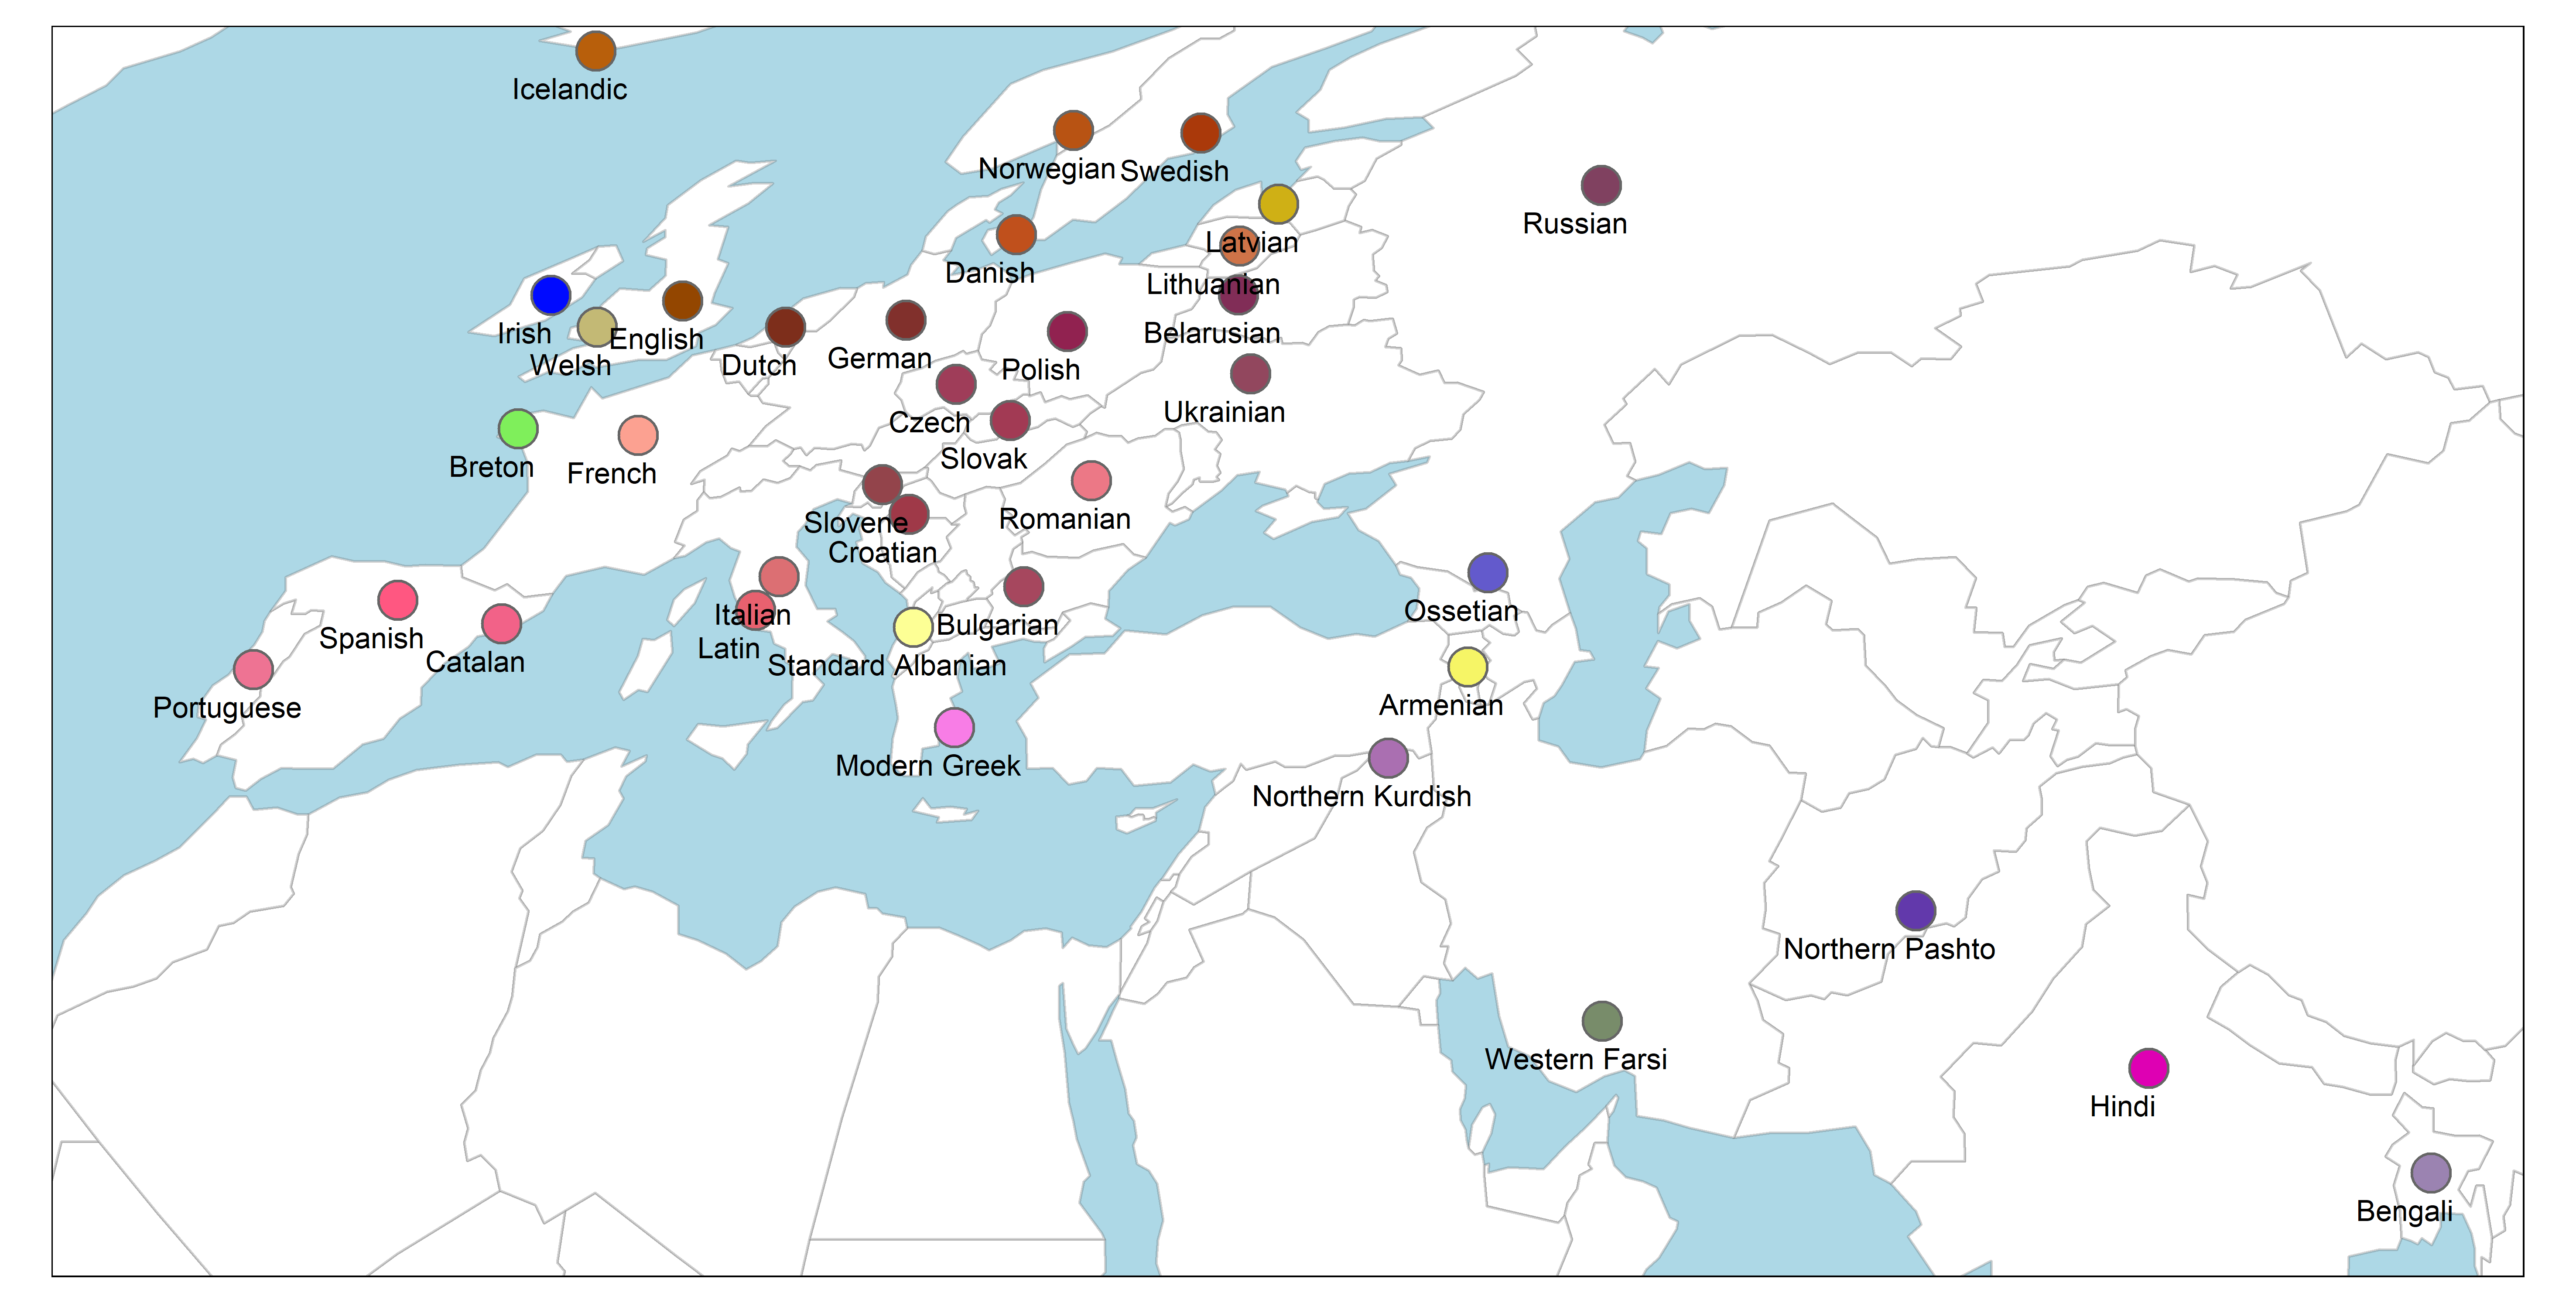 Icelandic
Norwegian
Swedish
Russian
Latvian
Danish
Lithuanian
Irish
English
Belarusian
Welsh
Dutch
German
Polish
Ukrainian
Czech
Slovak
Breton
French
Slovene
Romanian
Croatian
Ossetian
Italian
Bulgarian
Spanish
Latin
Catalan
Standard Albanian
Armenian
Portuguese
Modern Greek
Northern Kurdish
Northern Pashto
Western Farsi
Hindi
Bengali